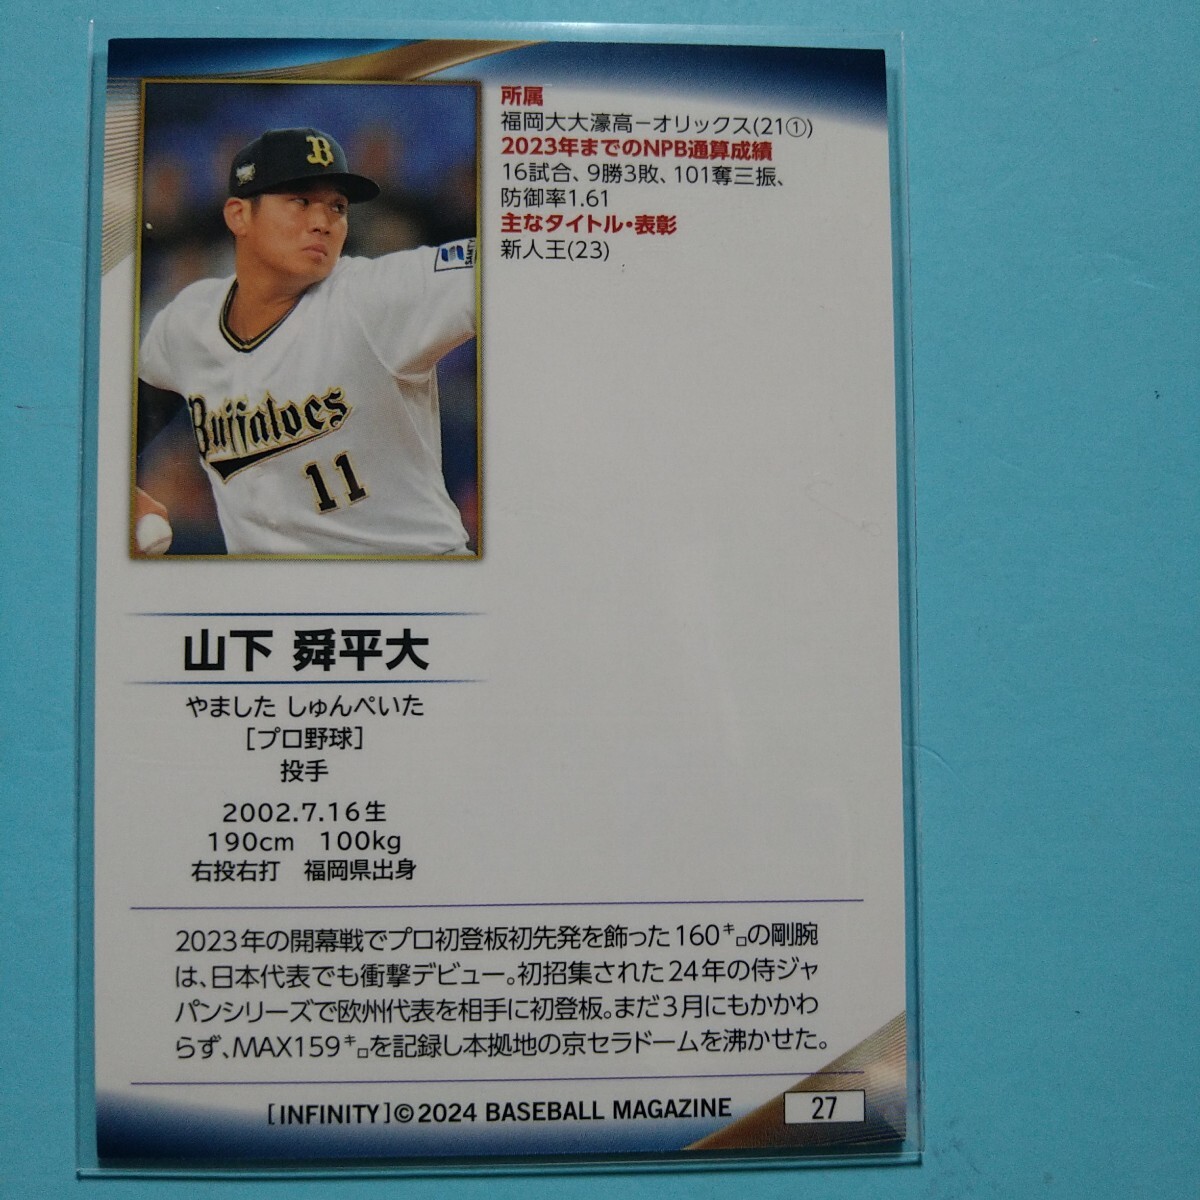 所属
福岡大大濠高－オリックス(21①)
2023年までのNPB通算成績
16試合、9勝3敗、101奪三振、
防御率1.61
主なタイトル・表彰
新人王(23)
B
SANTY
Buffaloes
11
山下 舜平大
やました しゅんぺいた
[プロ野球]
投手
2002.7.16生
190cm 100kg
右投右打 福岡県出身
2023年の開幕戦でプロ初登板初先発を飾った160㌔の剛腕
は、日本代表でも衝撃デビュー。初招集された24年の侍ジャ
パンシリーズで欧州代表を相手に初登板。まだ3月にもかかわ
らず、MAX159㌔を記録し本拠地の京セラドームを沸かせた。
[INFINITY]©2024 BASEBALL MAGAZINE
27